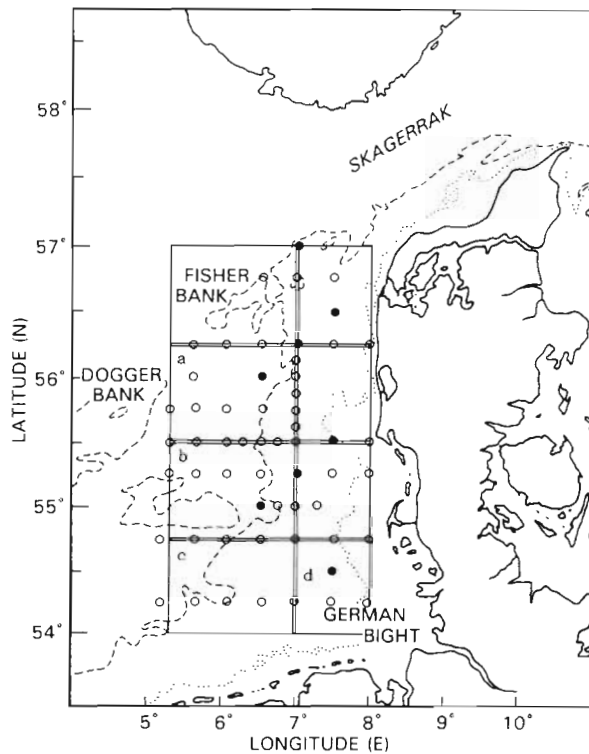 58°
SKAGERRAK
57°
FISHER
BANK
a
56°
DOGGER
BANK
b
55°
c
d
GERMAN
BIGHT
54°
LATITUDE (N)
5° 6° 7° 8° 9° 10°
LONGITUDE (E)